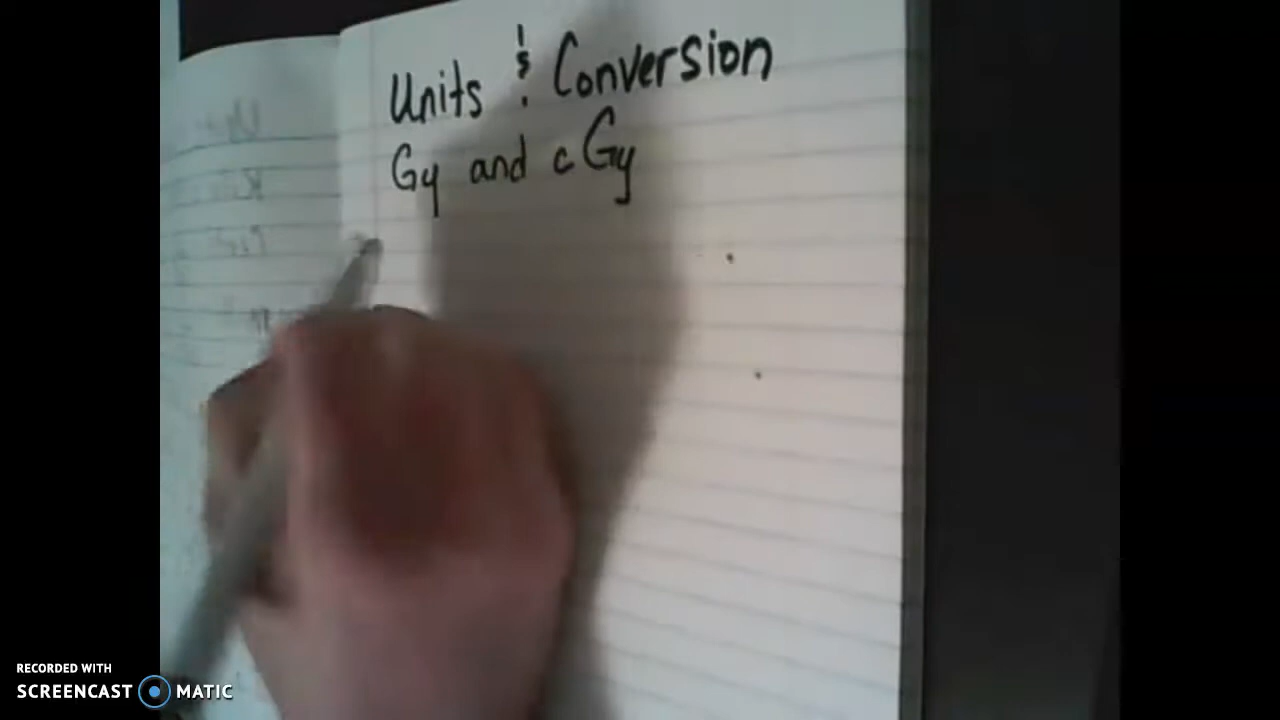 Units & Conversion
Gy and cGy
RECORDED WITH
SCREENCAST MATIC